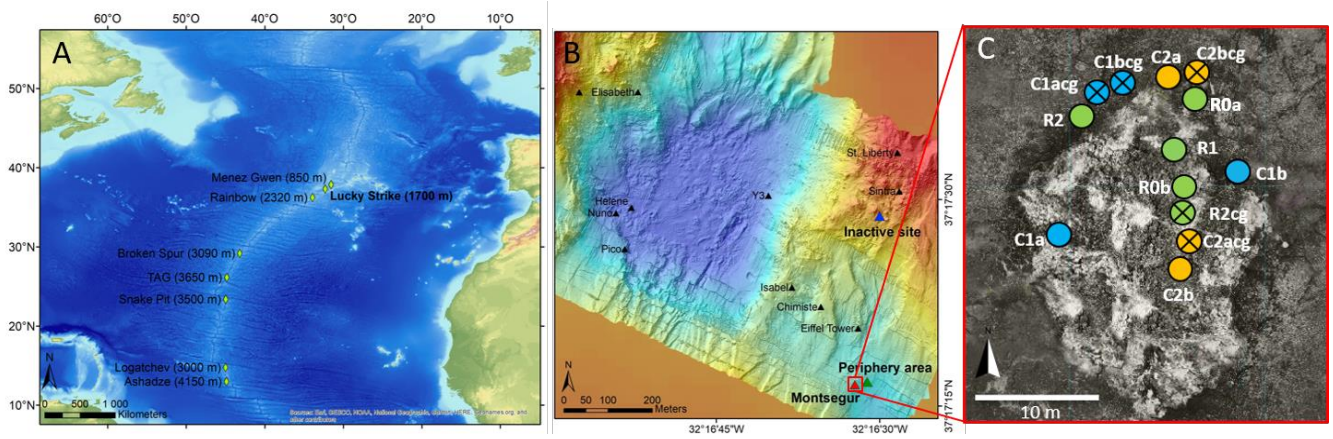 A
60°O
50°O
40°O
30°O
20°O
10°O
50°N
40°N
30°N
20°N
10°N
Menez Gwen (850 m)
Lucky Strike (1700 m)
Rainbow (2320 m)
Broken Spur (3090 m)
TAG (3650 m)
Snake Pit (3500 m)
Logatchev (3000 m)
Ashadze (4150 m)
N
0 500 1 000
Kilometers
B
Elisabeth
St. Liberty
Sintra
Y3
Helene
Nuno
Inactive site
Pico
Isabel
Chimiste
Eiffel Tower
Periphery area
Montsegur
N
0 50 100 200
Meters
32°16'45"W
32°16'30"W
37°17'30"N
37°17'15"N
C
C1bcg
C2a
C2bcg
C1acg
R0a
R2
R1
C1b
R0b
R2cg
C1a
C2acg
C2b
N
10 m